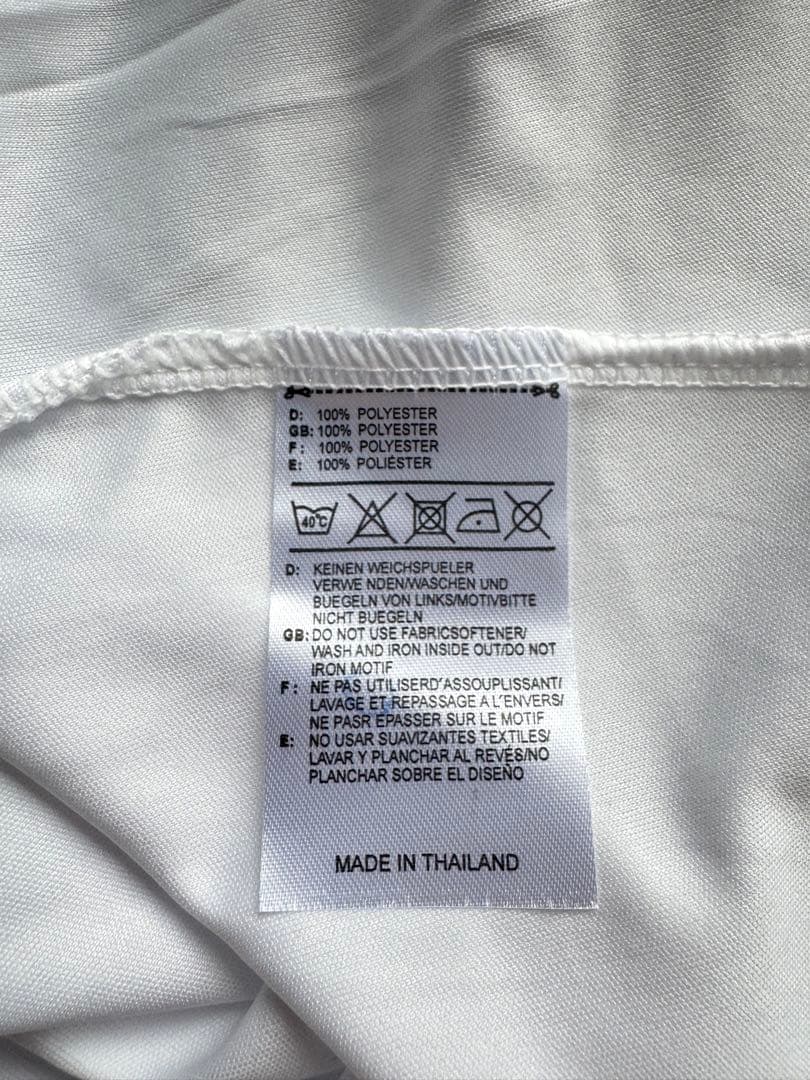 D: 100% POLYESTER
GB: 100% POLYESTER
F: 100% POLYESTER
E: 100% POLIÉSTER
40°C
D: KEINEN WEICHSPUELER
VERWE NDEN/WASCHEN UND
BUEGELN VON LINKS/MOTIVBITTE
NICHT BUEGELN
GB: DO NOT USE FABRICSOFTENER/
WASH AND IRON INSIDE OUT/DO NOT
IRON MOTIF
F: NE PAS UTILISERD'ASSOUPLISSANT/
LAVAGE ET REPASSAGE A L'ENVERS/
NE PASR EPASSER SUR LE MOTIF
E: NO USAR SUAVIZANTES TEXTILES/
LAVAR Y PLANCHAR AL REVÉS/NO
PLANCHAR SOBRE EL DISEÑO
MADE IN THAILAND